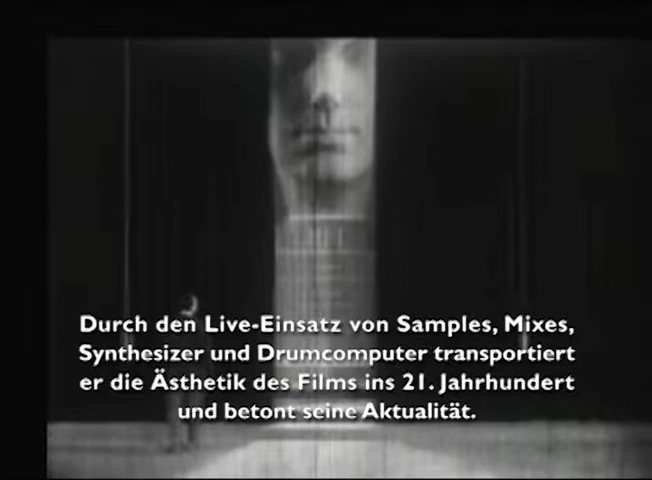 Durch den Live-Einsatz von Samples, Mixes,
Synthesizer und Drumcomputer transportiert
er die Ästhetik des Films ins 21. Jahrhundert
und betont seine Aktualität.